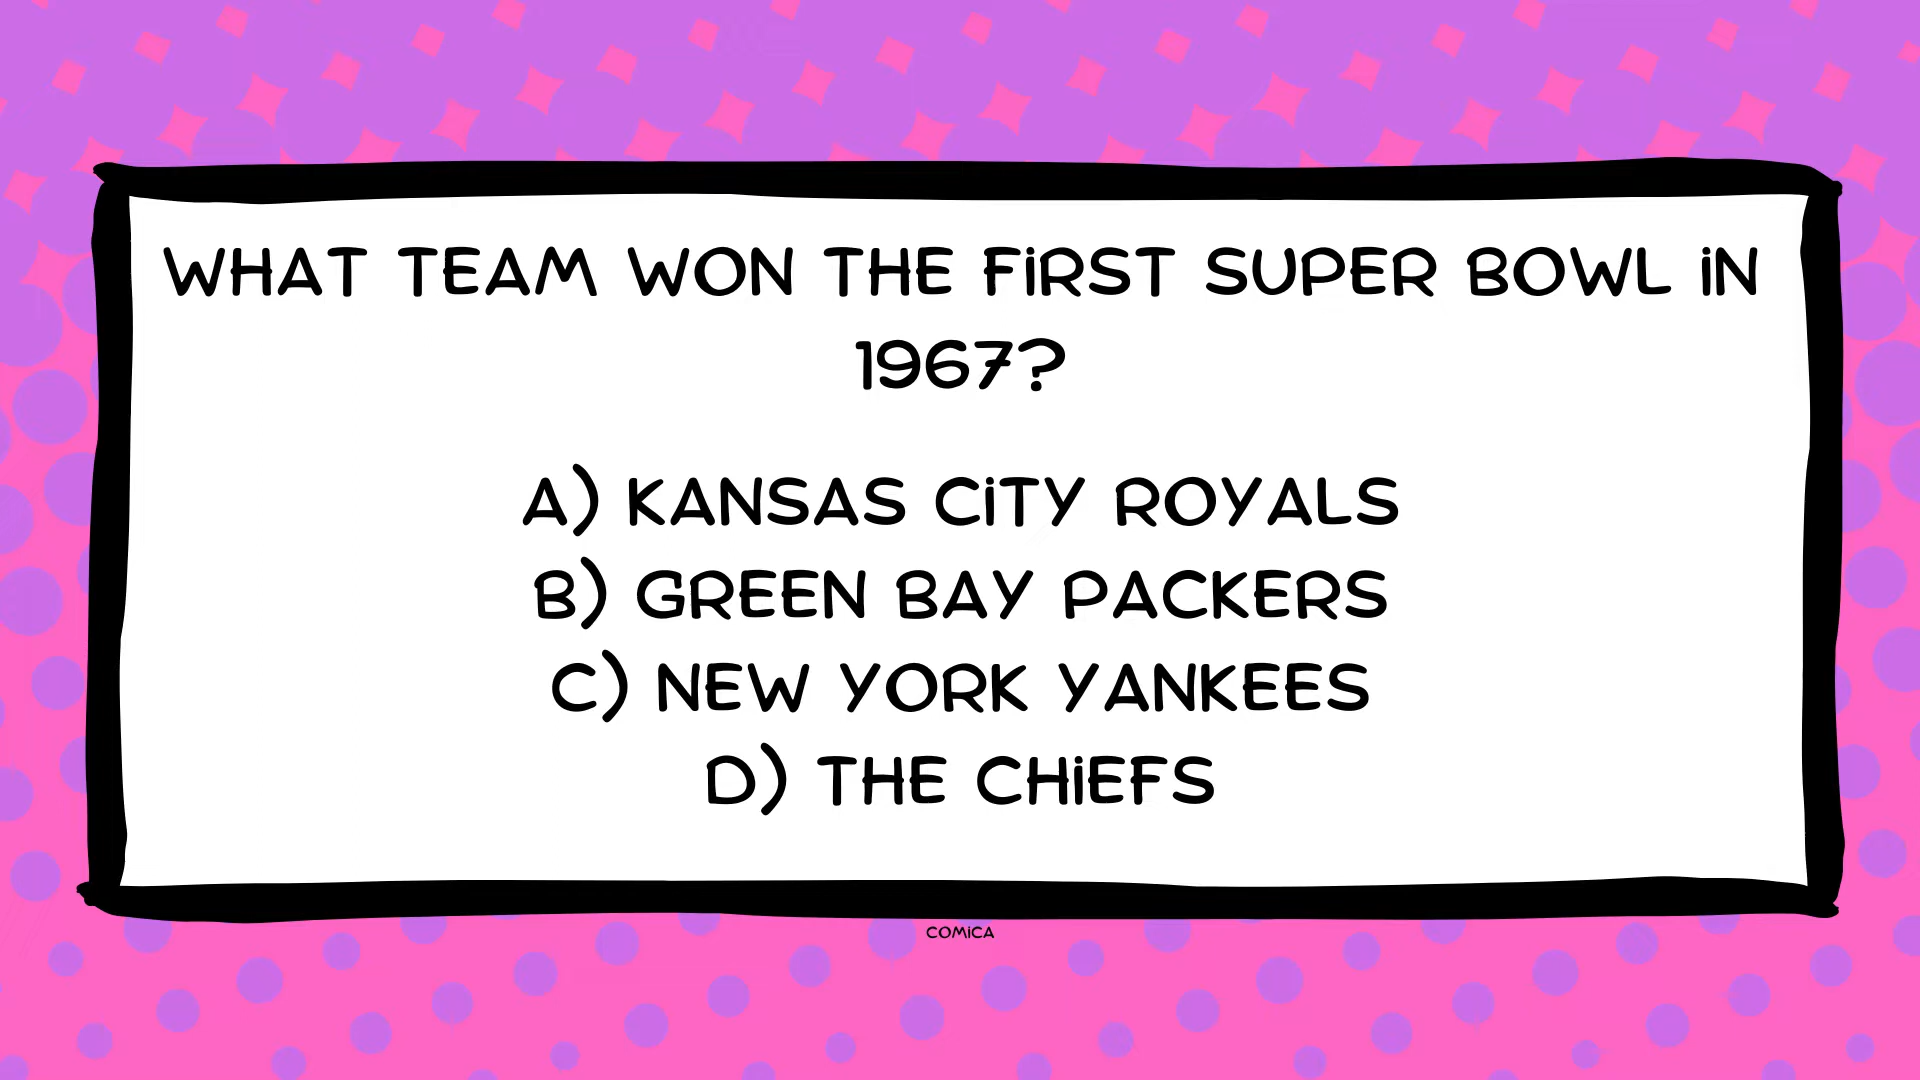 WHAT TEAM WON THE FiRST SUPER BOWL iN
1967?
A) KANSAS CiTY ROYALS
B) GREEN BAY PACKERS
C) NEW YORK YANKEES
D) THE CHiEFS
COMiCA